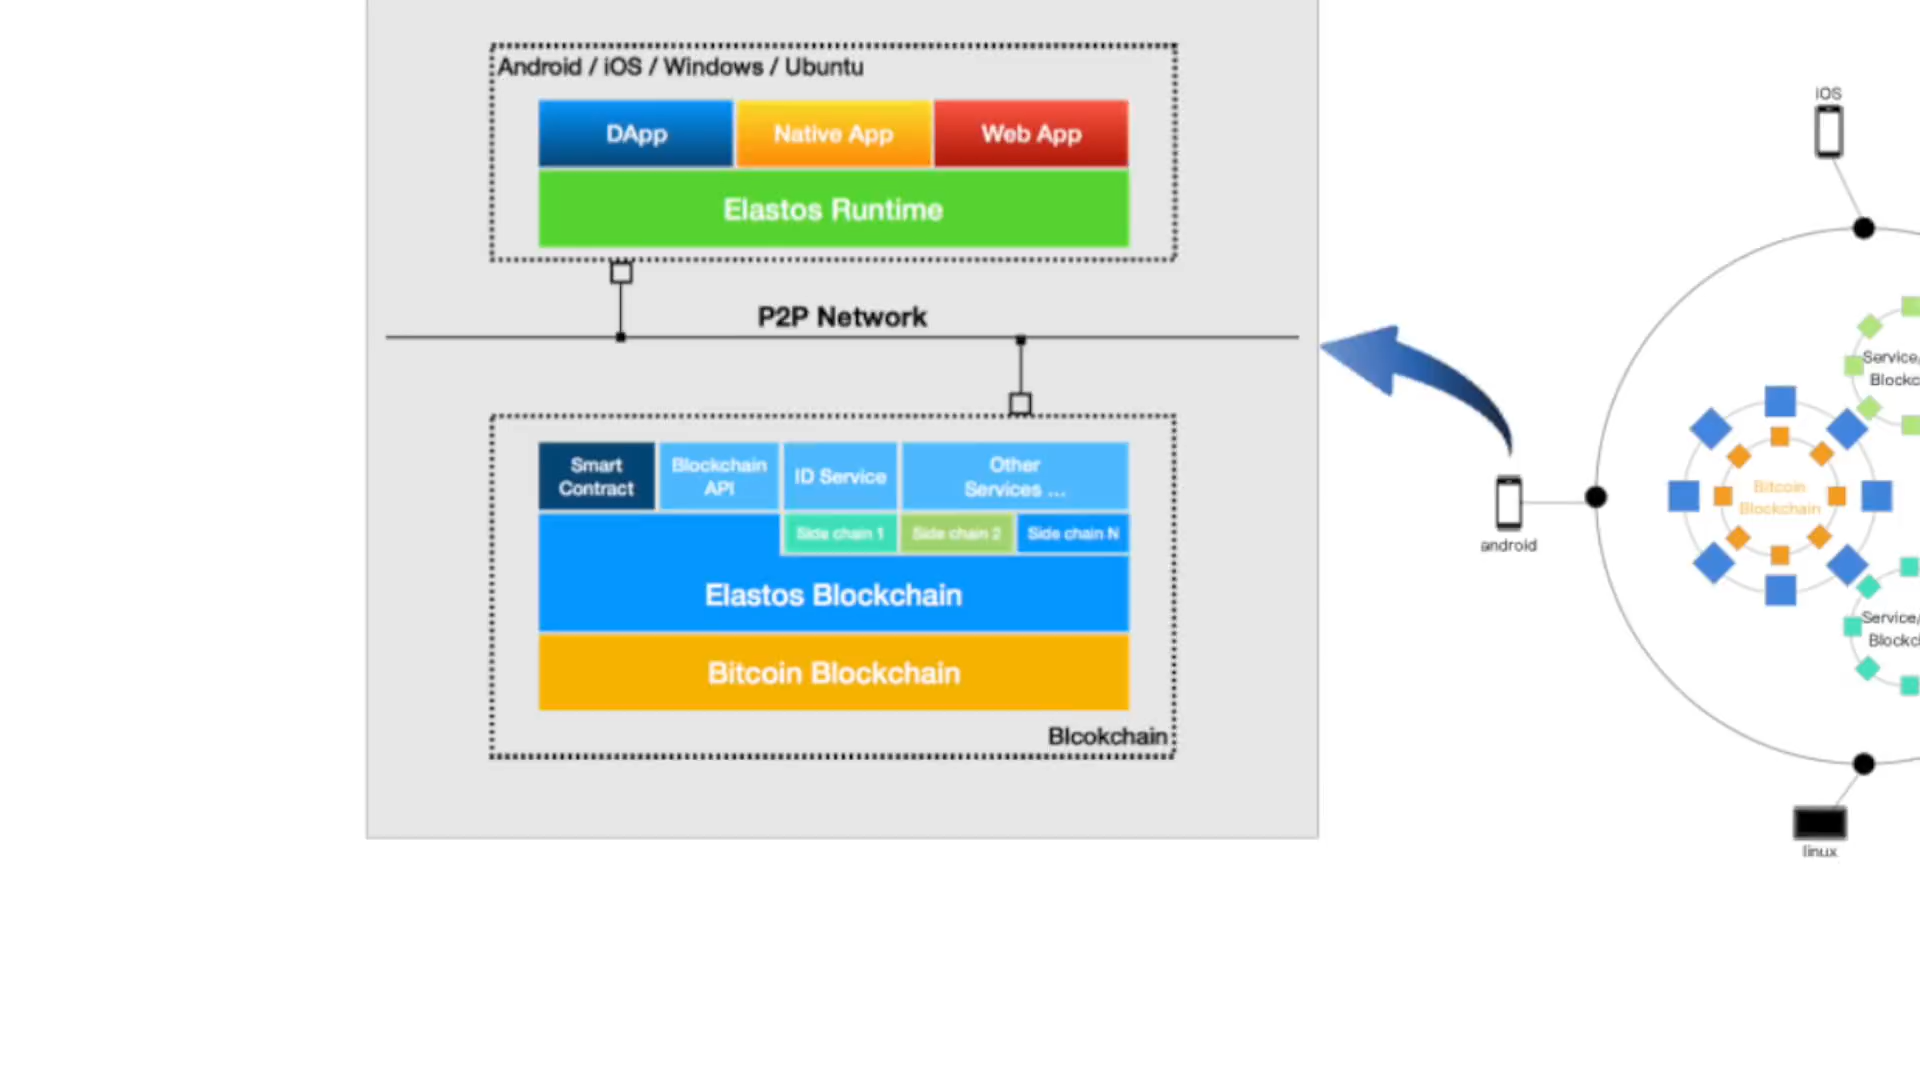 Android / iOS / Windows / Ubuntu
DApp
Native App
Web App
Elastos Runtime
P2P Network
Smart
Contract
Blockchain
API
ID Service
Other
Services ...
Side chain 1
Side chain 2
Side chain N
Elastos Blockchain
Bitcoin Blockchain
Blcokchain
iOS
android
Bitcoin
Blockchain
Service/
Blockc
Service/
Blockc
linux